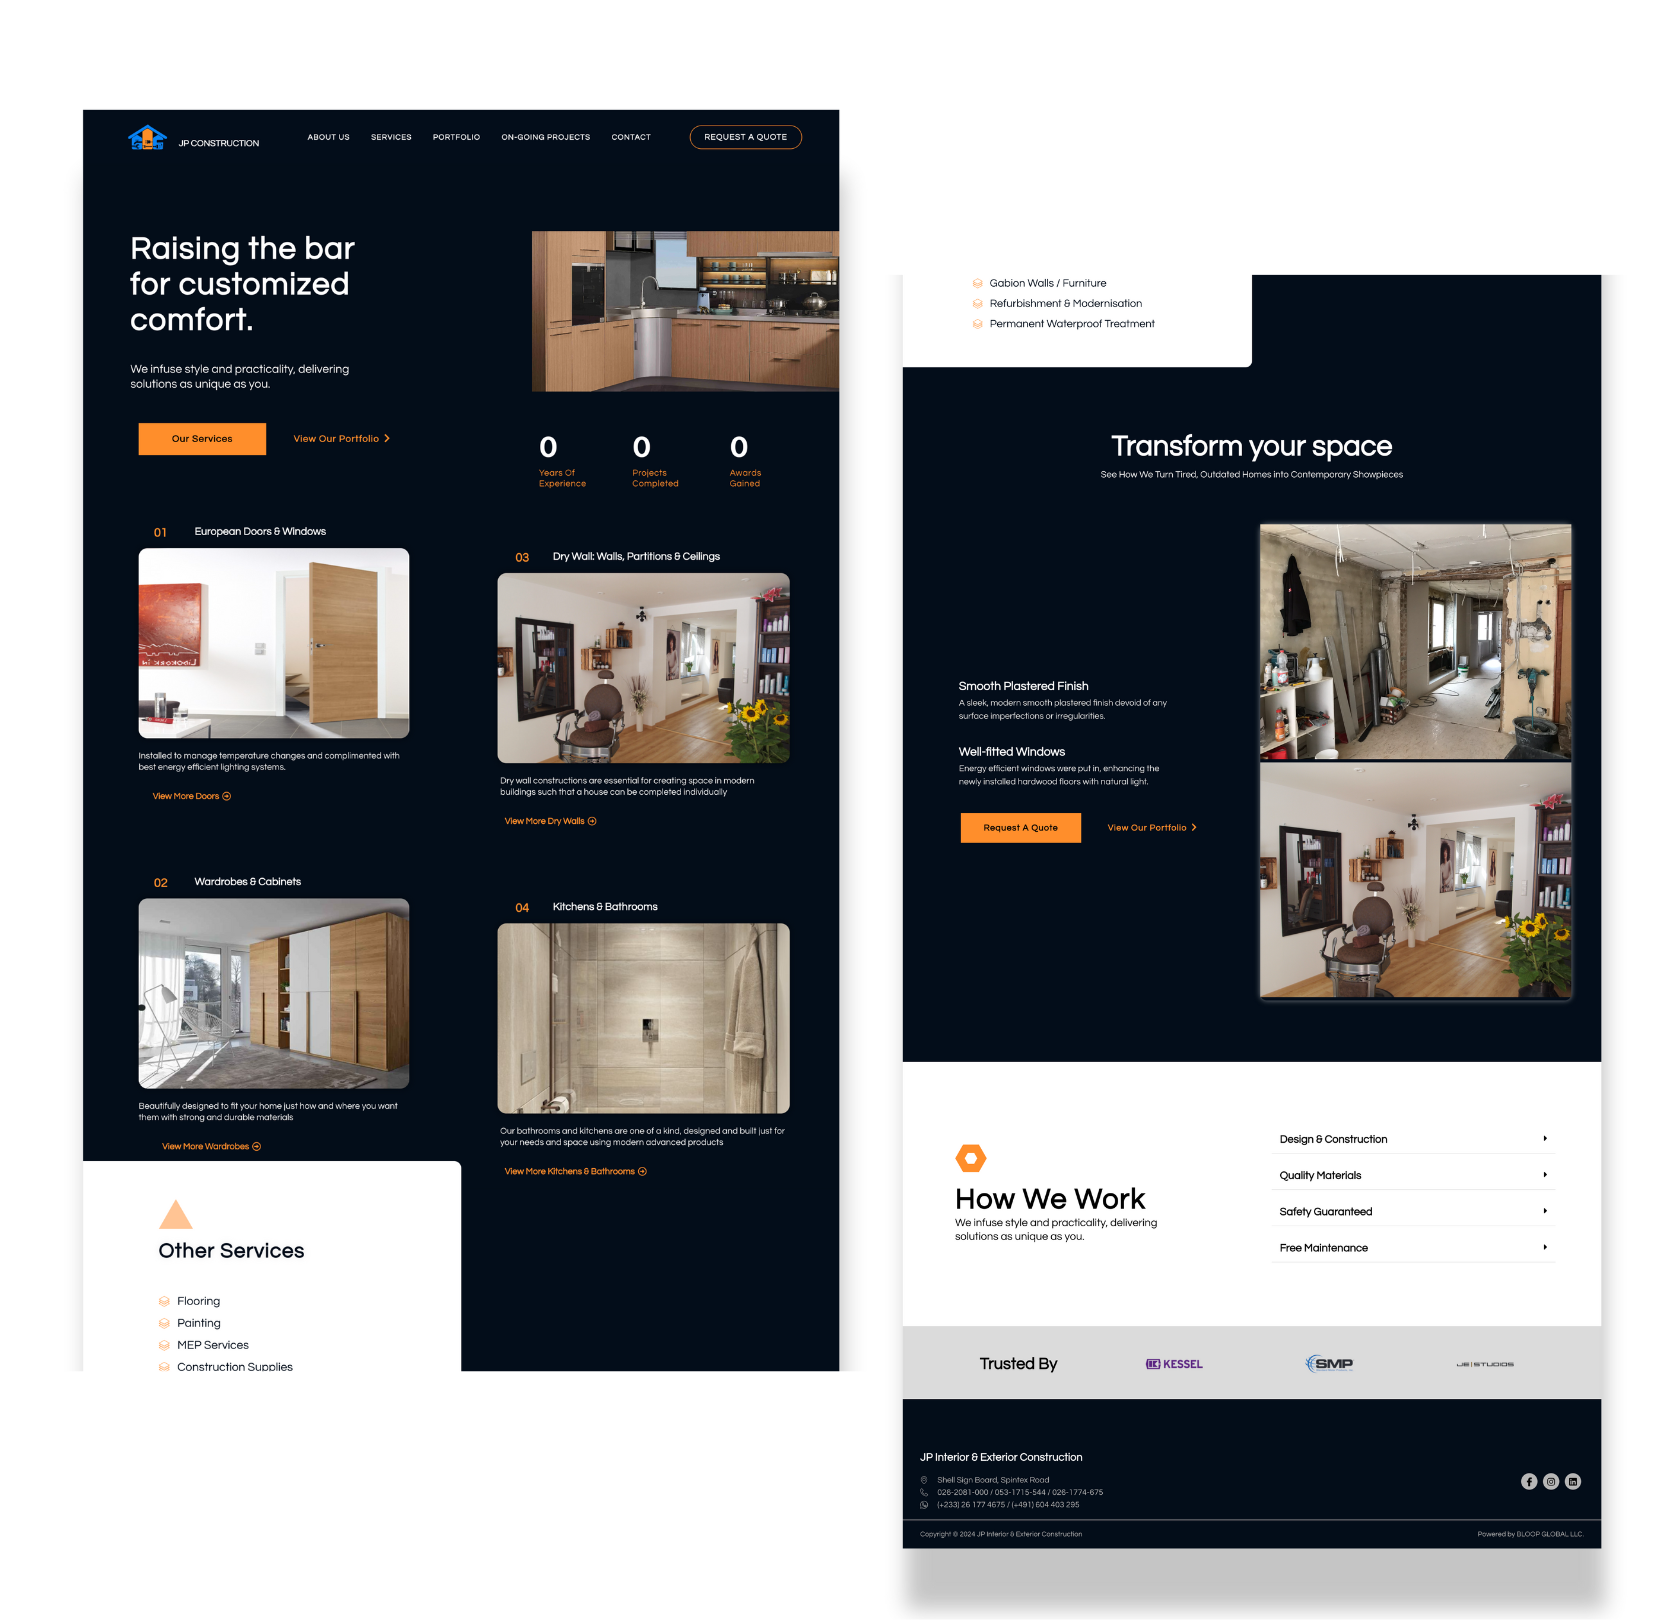 JP CONSTRUCTION
ABOUT US
SERVICES
PORTFOLIO
ON-GOING PROJECTS
CONTACT
REQUEST A QUOTE
Raising the bar
for customized
comfort.
We infuse style and practicality, delivering
solutions as unique as you.
Our Services
View Our Portfolio
0
Years Of
Experience
0
Projects
Completed
0
Awards
Gained
01
European Doors & Windows
Installed to manage temperature changes and complimented with
best energy efficient lighting systems.
View More Doors
03
Dry Wall: Walls, Partitions & Ceilings
Dry wall constructions are essential for creating space in modern
buildings such that a house can be completed individually
View More Dry Walls
02
Wardrobes & Cabinets
Beautifully designed to fit your home just how and where you want
them with strong and durable materials
View More Wardrobes
04
Kitchens & Bathrooms
Our bathrooms and kitchens are one of a kind, designed and built just for
your needs and space using modern advanced products
View More Kitchens & Bathrooms
Other Services
Flooring
Painting
MEP Services
Construction Supplies
Gabion Walls / Furniture
Refurbishment & Modernisation
Permanent Waterproof Treatment
Transform your space
See How We Turn Tired, Outdated Homes into Contemporary Showpieces
Smooth Plastered Finish
A sleek, modern smooth plastered finish devoid of any
surface imperfections or irregularities.
Well-fitted Windows
Energy efficient windows were put in, enhancing the
newly installed hardwood floors with natural light.
Request A Quote
View Our Portfolio
How We Work
We infuse style and practicality, delivering
solutions as unique as you.
Design & Construction
Quality Materials
Safety Guaranteed
Free Maintenance
Trusted By
KESSEL
SMP
JE|STUDIOS
JP Interior & Exterior Construction
Shell Sign Board, Spintex Road
026-2081-000 / 053-1715-544 / 026-1774-675
(+233) 26 177 4675 / (+491) 604 403 295
Copyright © 2024 JP Interior & Exterior Construction
Powered by BLOOP GLOBAL LLC.